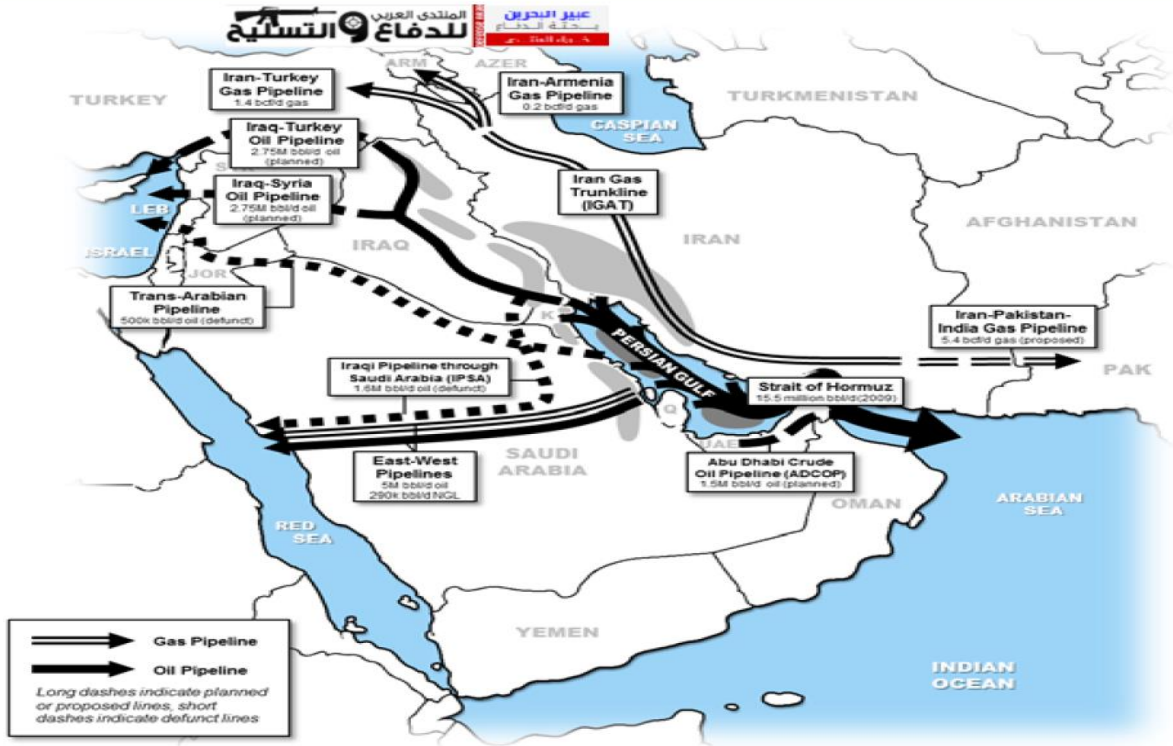 المنتدى العربي
للدفاع و التسليح
عبير البحرين
ARM
AZER
Iran-Turkey
Gas Pipeline
1.4 bcf/d gas
Iran-Armenia
Gas Pipeline
0.2 bcf/d gas
TURKEY
TURKMENISTAN
CASPIAN
SEA
Iraq-Turkey
Oil Pipeline
2.75M bbl/d oil
(planned)
Iraq-Syria
Oil Pipeline
2.75M bbl/d oil
(planned)
Iran Gas
Trunkline
(IGAT)
LEB
AFGHANISTAN
IRAQ
IRAN
ISRAEL
JOR
Trans-Arabian
Pipeline
500k bbl/d oil (defunct)
K
Iran-Pakistan-
India Gas Pipeline
5.4 bcf/d gas (proposed)
PERSIAN GULF
PAK
Iraqi Pipeline through
Saudi Arabia (IPSA)
1.6M bbl/d oil (defunct)
Strait of Hormuz
15.5 million bbl/d(2009)
Q
UAE
East-West
Pipelines
5M bbl/d oil
290k bbl/d NGL
SAUDI
ARABIA
Abu Dhabi Crude
Oil Pipeline (ADCOP)
1.5M bbl/d oil (planned)
OMAN
ARABIAN
SEA
RED
SEA
YEMEN
INDIAN
OCEAN
Gas Pipeline
Oil Pipeline
Long dashes indicate planned
or proposed lines, short
dashes indicate defunct lines